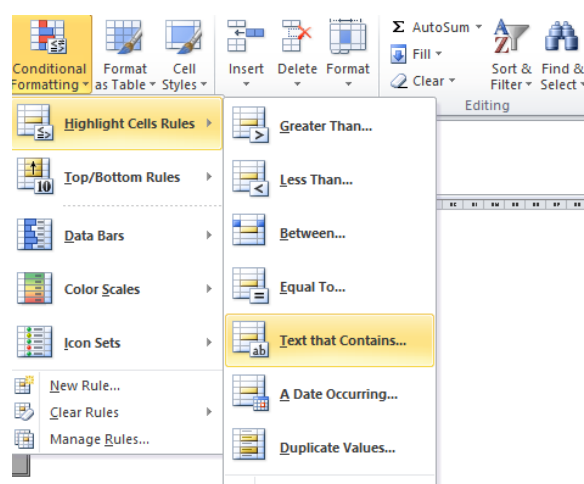 Conditional Formatting
Format as Table
Cell Styles
Insert
Delete
Format
Σ AutoSum
Fill
Clear
Sort & Filter
Find & Select
Editing
Highlight Cells Rules
Top/Bottom Rules
Data Bars
Color Scales
Icon Sets
New Rule...
Clear Rules
Manage Rules...
Greater Than...
Less Than...
Between...
Equal To...
Text that Contains...
A Date Occurring...
Duplicate Values...